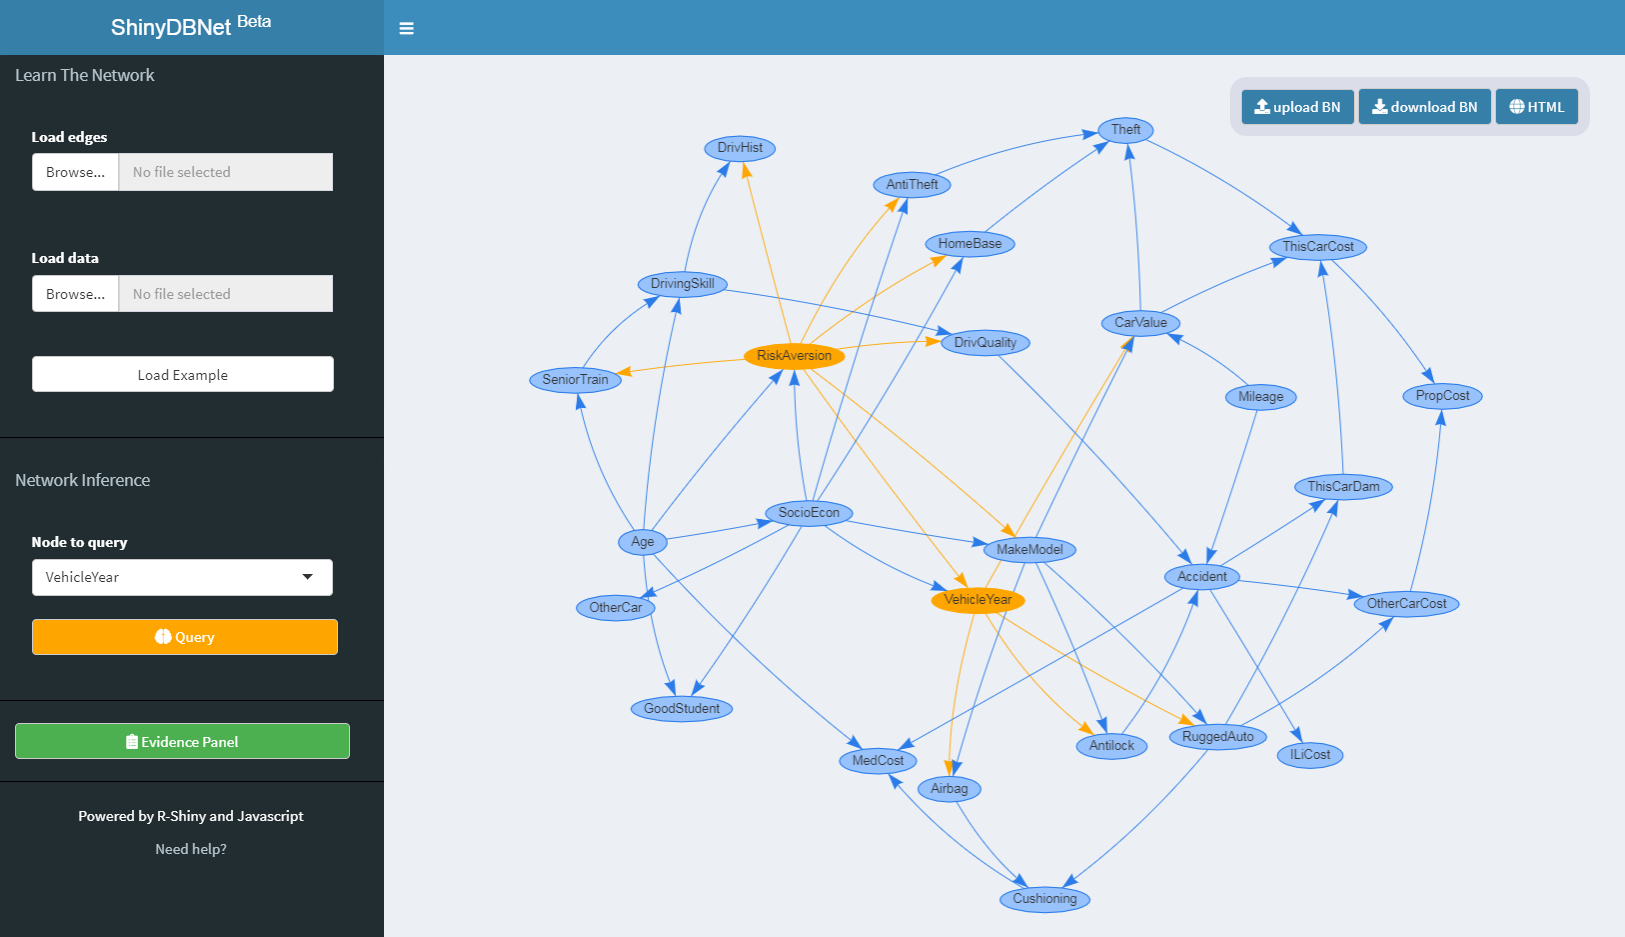 ShinyDBNet Beta
Learn The Network
Load edges
Browse... No file selected
Load data
Browse... No file selected
Load Example
Network Inference
Node to query
VehicleYear
Query
Evidence Panel
Powered by R-Shiny and Javascript
Need help?
upload BN
download BN
HTML
Theft
DrivHist
AntiTheft
HomeBase
ThisCarCost
DrivingSkill
CarValue
DrivQuality
RiskAversion
SeniorTrain
Mileage
PropCost
ThisCarDam
SocioEcon
Age
MakeModel
Accident
VehicleYear
OtherCar
OtherCarCost
GoodStudent
RuggedAuto
Antilock
ILiCost
MedCost
Airbag
Cushioning